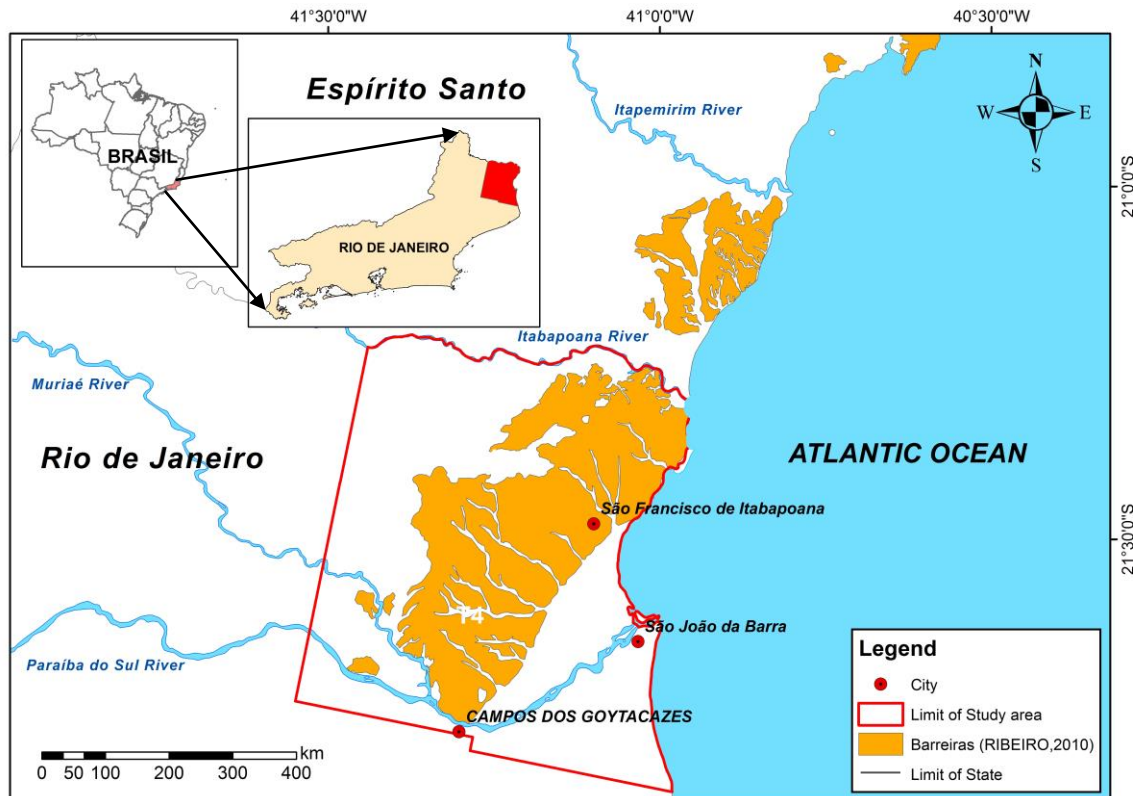 41°30'0"W
41°0'0"W
40°30'0"W
Espírito Santo
BRASIL
RIO DE JANEIRO
Itapemirim River
N
W
E
S
21°0'0"S
Itabapoana River
Muriaé River
Rio de Janeiro
ATLANTIC OCEAN
São Francisco de Itabapoana
21°30'0"S
T4
São João da Barra
Paraíba do Sul River
CAMPOS DOS GOYTACAZES
Legend
City
Limit of Study area
Barreiras (RIBEIRO,2010)
Limit of State
km
0 50 100 200 300 400